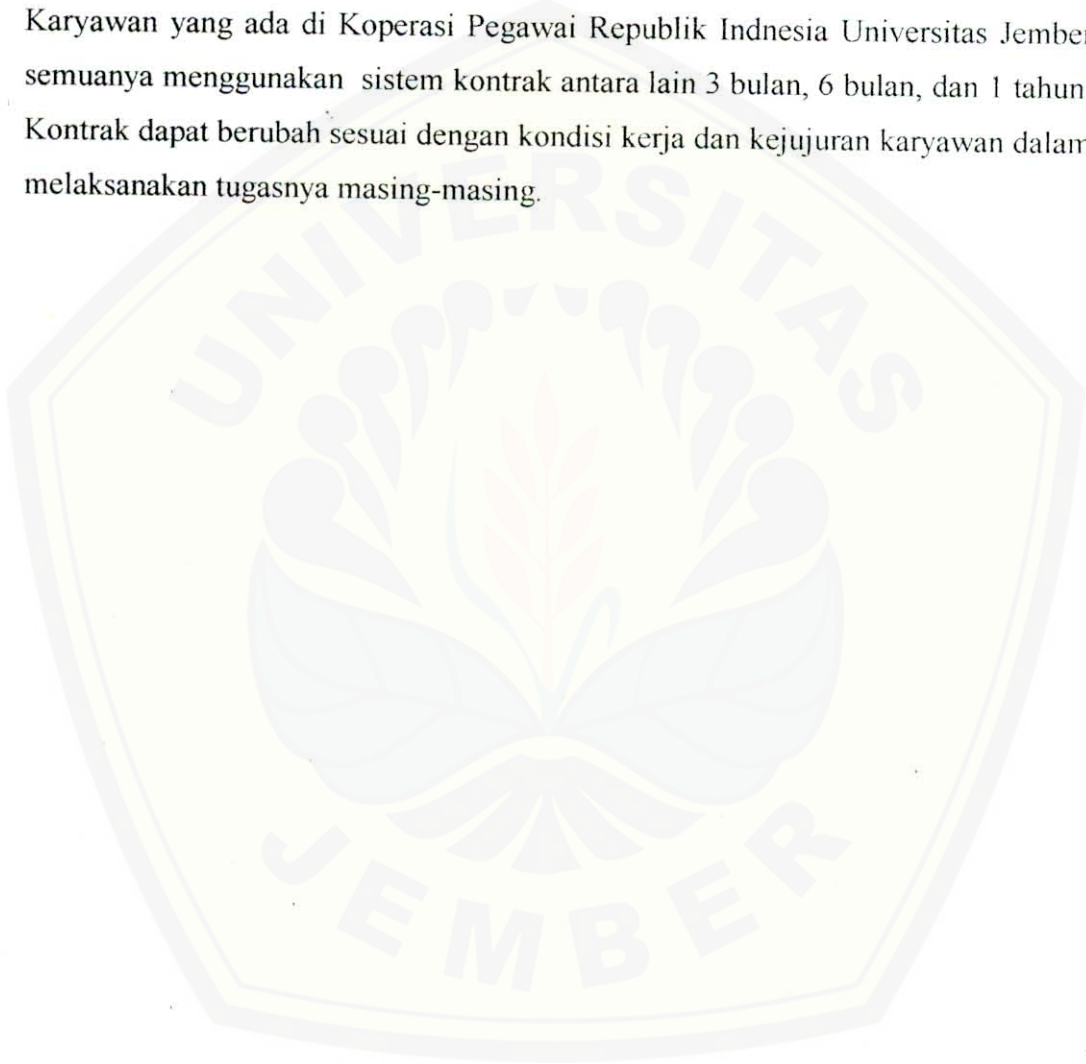 Karyawan yang ada di Koperasi Pegawai Republik Indnesia Universitas Jember
semuanya menggunakan sistem kontrak antara lain 3 bulan, 6 bulan, dan 1 tahun
Kontrak dapat berubah sesuai dengan kondisi kerja dan kejujuran karyawan dalam
melaksanakan tugasnya masing-masing.
UNIVERSITAS
JEMBER